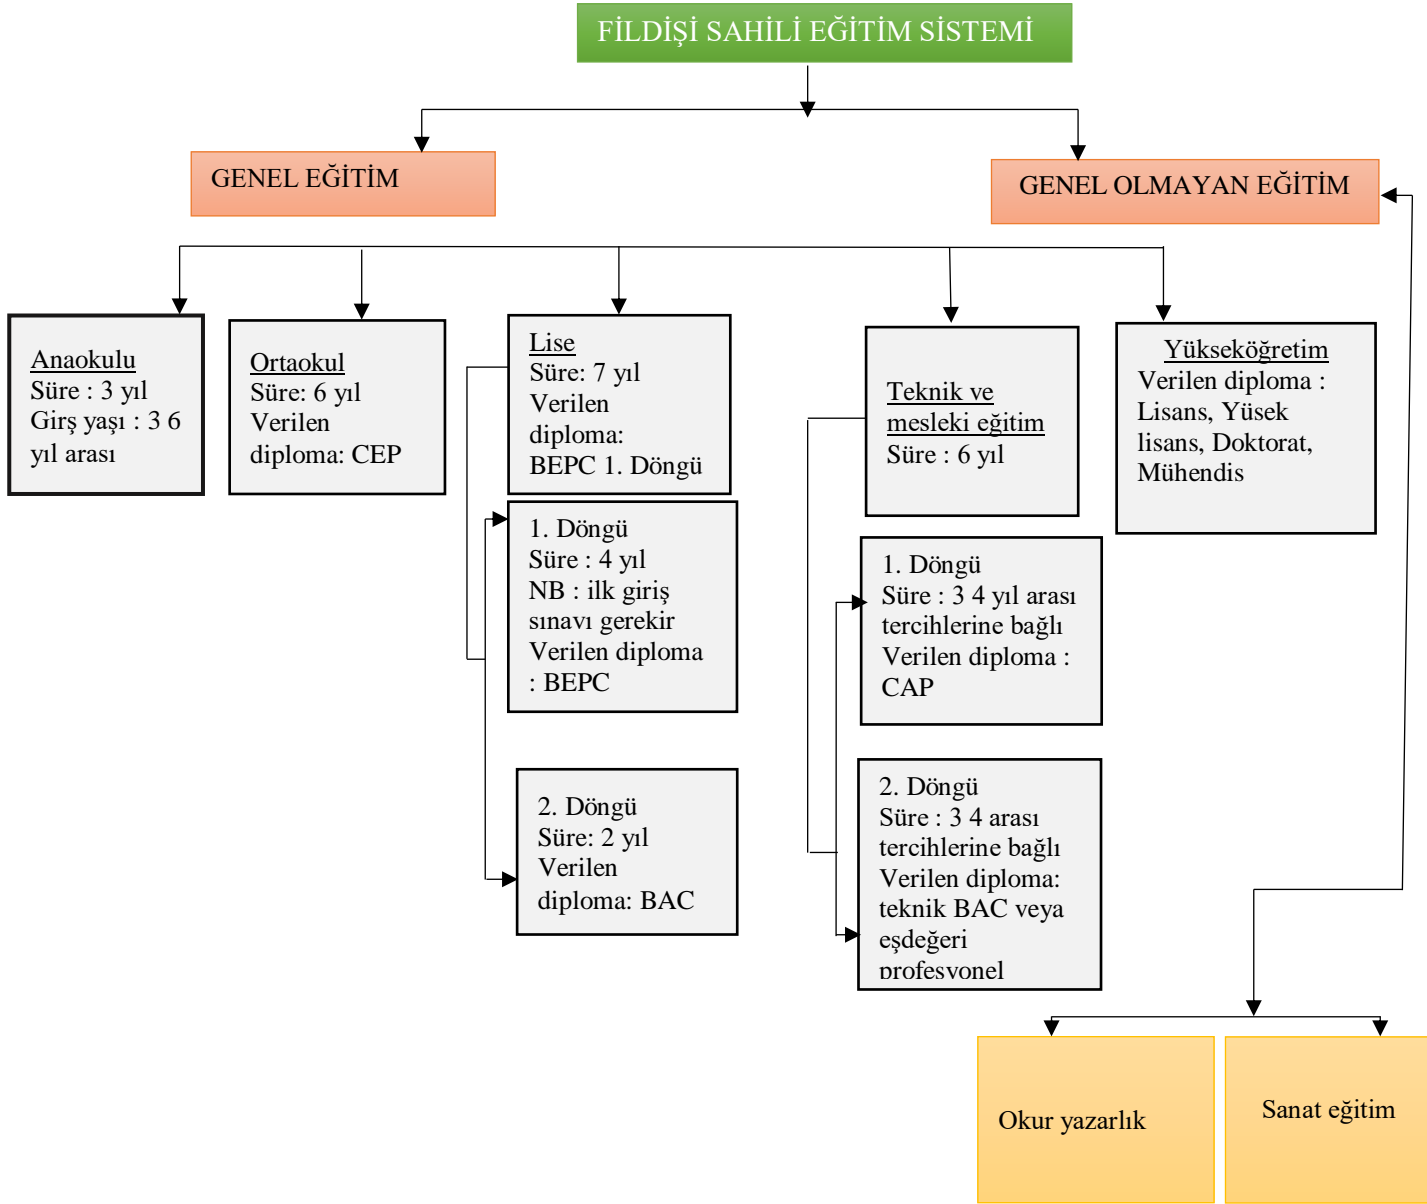 FİLDİŞİ SAHİLİ EĞİTİM SİSTEMİ
GENEL EĞİTİM
GENEL OLMAYAN EĞİTİM
Anaokulu
Süre : 3 yıl
Girş yaşı : 3 6
yıl arası
Ortaokul
Süre: 6 yıl
Verilen
diploma: CEP
Lise
Süre: 7 yıl
Verilen
diploma:
BEPC 1. Döngü
1. Döngü
Süre : 4 yıl
NB : ilk giriş
sınavı gerekir
Verilen diploma
: BEPC
2. Döngü
Süre: 2 yıl
Verilen
diploma: BAC
Teknik ve
mesleki eğitim
Süre : 6 yıl
1. Döngü
Süre : 3 4 yıl arası
tercihlerine bağlı
Verilen diploma :
CAP
2. Döngü
Süre : 3 4 arası
tercihlerine bağlı
Verilen diploma:
teknik BAC veya
eşdeğeri
profesyonel
Yükseköğretim
Verilen diploma :
Lisans, Yüsek
lisans, Doktorat,
Mühendis
Okur yazarlık
Sanat eğitim